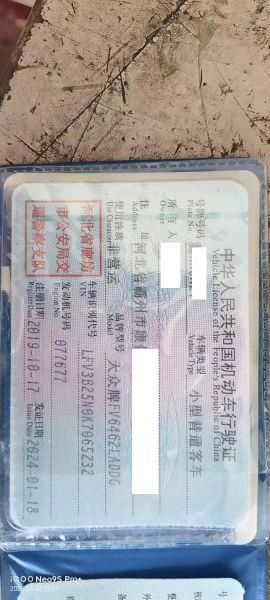 中华人民共和国机动车行驶证
Vehicle License of the People's Republic of China
号牌号码
Plate No.
车辆类型 小型普通客车
Vehicle Type
所有人
Owner
住址 河北省霸州市康
Address
使用性质 非营运
Use Character
品牌型号 大众牌FV6462LADDG
Model
河北省廊坊
市公安局交
通警察支队
车辆识别代号 LFV3B25N0K7065232
VIN
发动机号码 077677
注册日期 2019-10-17
Register Date
发证日期 2024-01-18
Issue Date
iQOO Neo9S Pro+